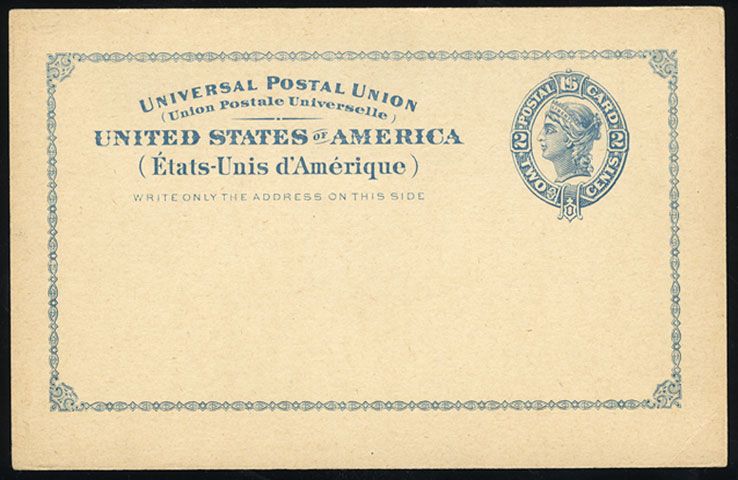 UNIVERSAL POSTAL UNION
(Union Postale Universelle)
UNITED STATES OF AMERICA
(États-Unis d'Amérique)
WRITE ONLY THE ADDRESS ON THIS SIDE
US
POSTAL CARD
2 2
TWO CENTS